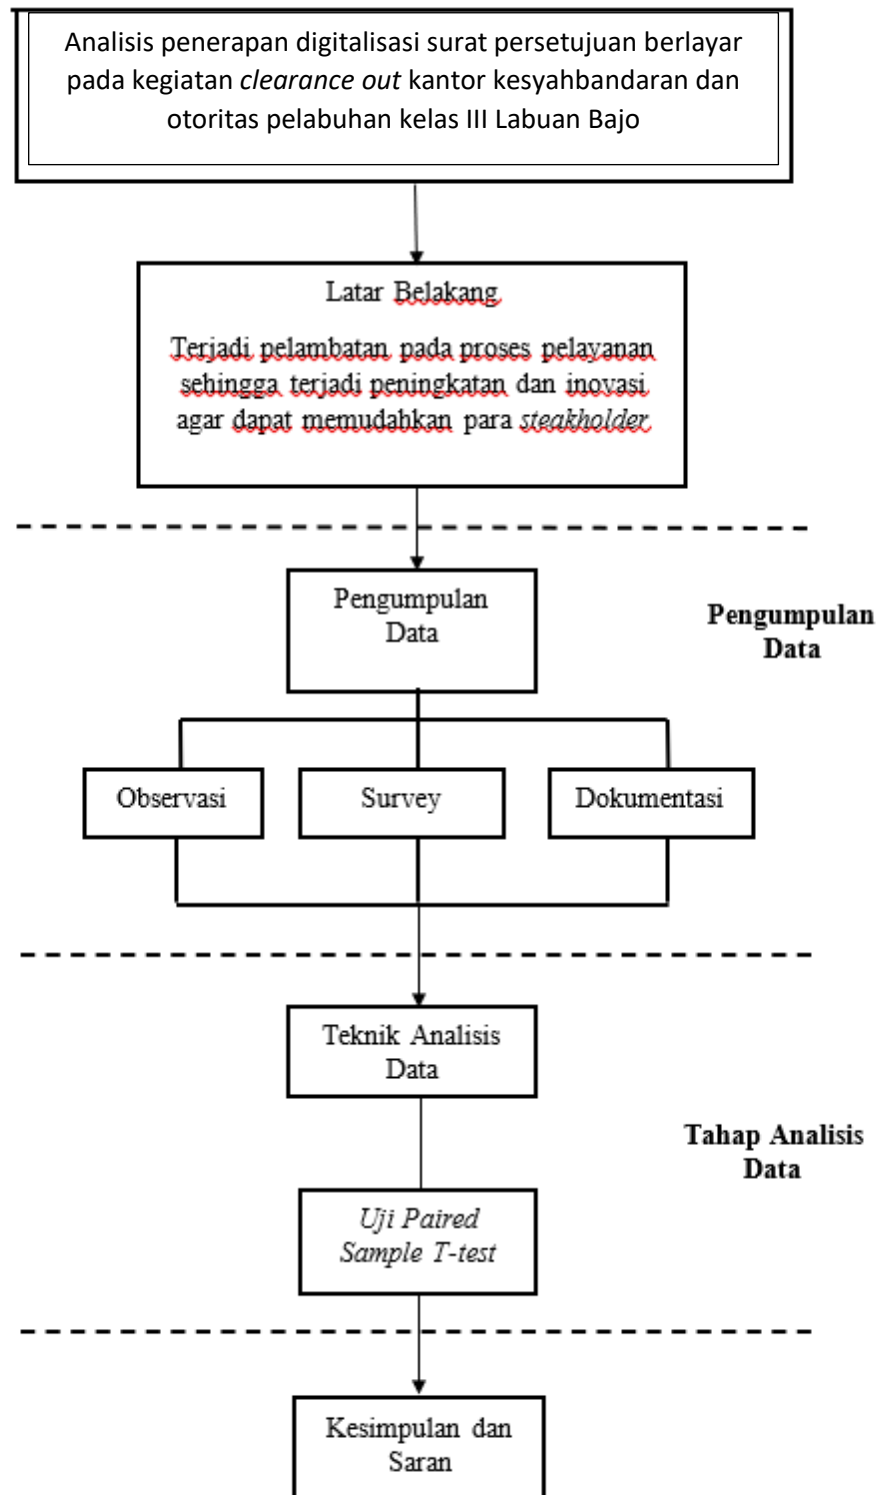 Analisis penerapan digitalisasi surat persetujuan berlayar
pada kegiatan clearance out kantor kesyahbandaran dan
otoritas pelabuhan kelas III Labuan Bajo
Latar Belakang
Terjadi pelambatan pada proses pelayanan
sehingga terjadi peningkatan dan inovasi
agar dapat memudahkan para steakholder
Pengumpulan
Data
Pengumpulan
Data
Observasi
Survey
Dokumentasi
Teknik Analisis
Data
Tahap Analisis
Data
Uji Paired
Sample T-test
Kesimpulan dan
Saran